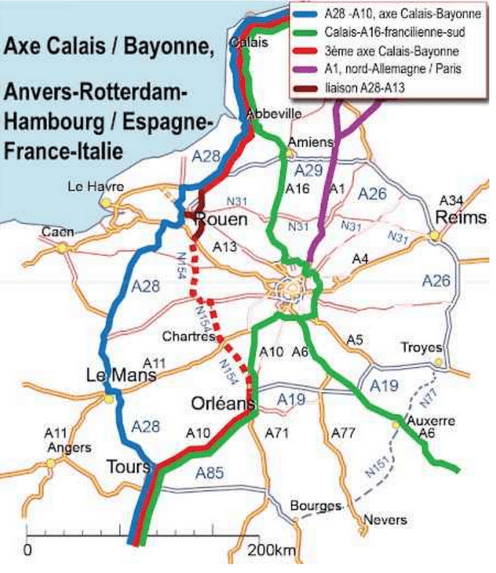 Axe Calais / Bayonne,
Anvers-Rotterdam-
Hambourg / Espagne-
France-Italie
A28 -A10, axe Calais-Bayonne
Calais-A16-francilienne-sud
3ème axe Calais-Bayonne
A1, nord-Allemagne / Paris
liaison A28-A13
Calais
Abbeville
Amiens
A28
A29
Le Havre
A16
A1
A26
A34
Rouen
N31
N31
N31
N31
Reims
Caen
A13
N154
A4
A28
A26
N154
Chartres
A10
A6
A5
Troyes
A11
N154
Le Mans
A19
A19
N77
Orléans
Auxerre
A28
A10
A71
A77
A6
A11
Angers
Tours
A85
N151
Bourges
Nevers
0
200km